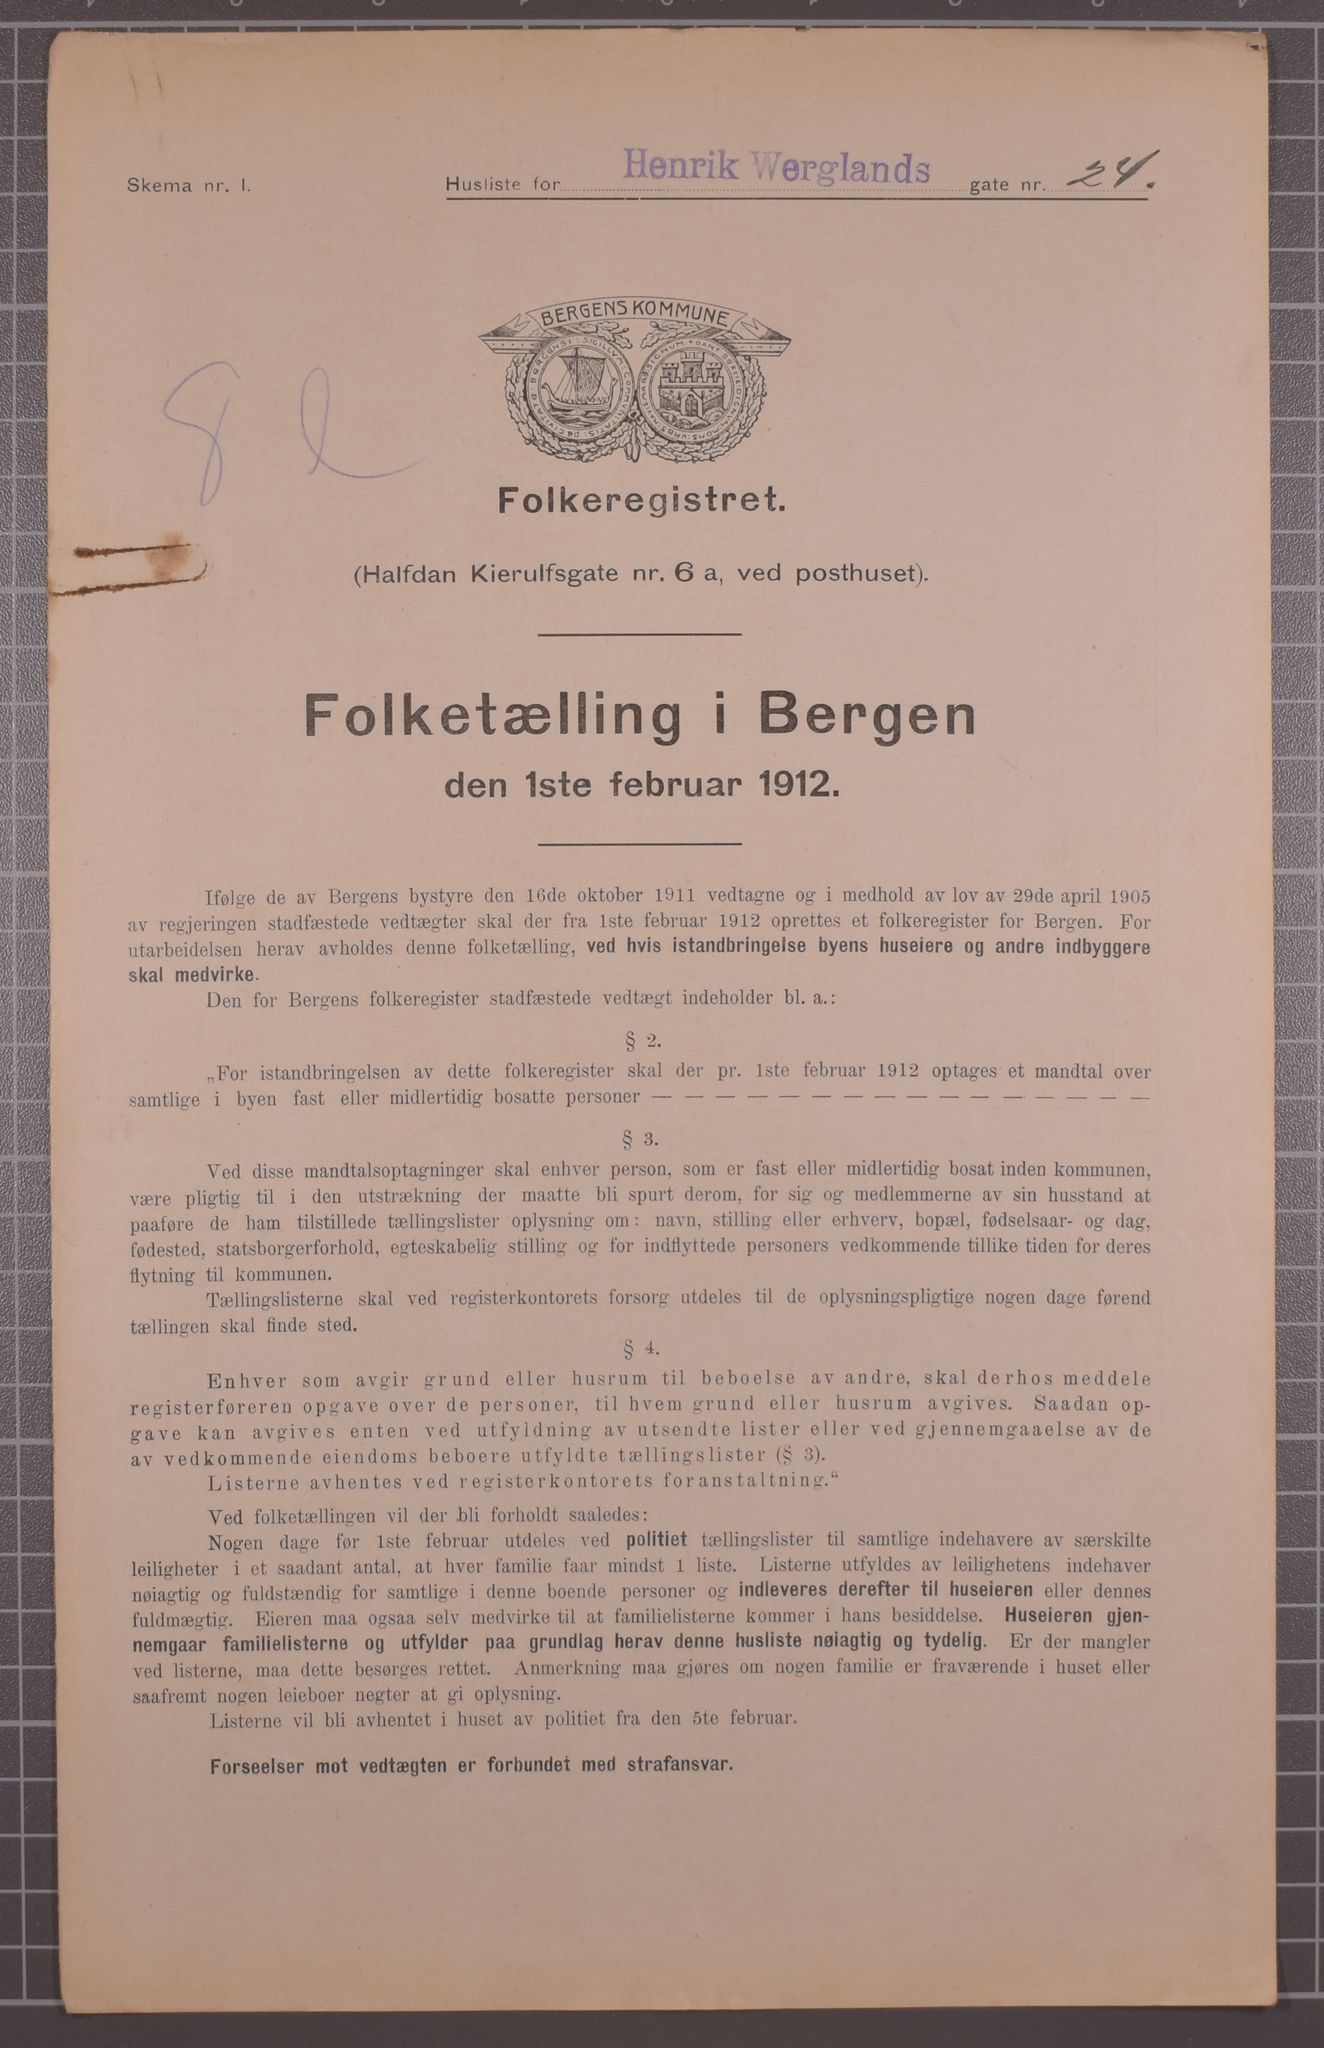 Skema nr. I.
Husliste for Henrik Werglands gate nr. 24.
BERGENS KOMMUNE
8 l
Folkeregistret.
(Halfdan Kierulfsgate nr. 6 a, ved posthuset).
Folketælling i Bergen
den 1ste februar 1912.
Ifølge de av Bergens bystyre den 16de oktober 1911 vedtagne og i medhold av lov av 29de april 1905
av regjeringen stadfæstede vedtægter skal der fra 1ste februar 1912 oprettes et folkeregister for Bergen. For
utarbeidelsen herav avholdes denne folketælling, ved hvis istandbringelse byens huseiere og andre indbyggere
skal medvirke.
Den for Bergens folkeregister stadfæstede vedtægt indeholder bl. a.:
§ 2.
„For istandbringelsen av dette folkeregister skal der pr. 1ste februar 1912 optages et mandtal over
samtlige i byen fast eller midlertidig bosatte personer — — — — — — — — — — — — — — — —
§ 3.
Ved disse mandtalsoptagninger skal enhver person, som er fast eller midlertidig bosat inden kommunen,
være pligtig til i den utstrækning der maatte bli spurt derom, for sig og medlemmerne av sin husstand at
paaføre de ham tilstillede tællingslister oplysning om: navn, stilling eller erhverv, bopæl, fødselsaar- og dag,
fødested, statsborgerforhold, egteskabelig stilling og for indflyttede personers vedkommende tillike tiden for deres
flytning til kommunen.
Tællingslisterne skal ved registerkontorets forsorg utdeles til de oplysningspligtige nogen dage førend
tællingen skal finde sted.
§ 4.
Enhver som avgir grund eller husrum til beboelse av andre, skal derhos meddele
registerføreren opgave over de personer, til hvem grund eller husrum avgives. Saadan op-
gave kan avgives enten ved utfyldning av utsendte lister eller ved gjennemgaaelse av de
av vedkommende eiendoms beboere utfyldte tællingslister (§ 3).
Listerne avhentes ved registerkontorets foranstaltning.“
Ved folketællingen vil der bli forholdt saaledes:
Nogen dage før 1ste februar utdeles ved politiet tællingslister til samtlige indehavere av særskilte
leiligheter i et saadant antal, at hver familie faar mindst 1 liste. Listerne utfyldes av leilighetens indehaver
nøiagtig og fuldstændig for samtlige i denne boende personer og indleveres derefter til huseieren eller dennes
fuldmægtig. Eieren maa ogsaa selv medvirke til at familielisterne kommer i hans besiddelse. Huseieren gjen-
nemgaar familielisterne og utfylder paa grundlag herav denne husliste nøiagtig og tydelig. Er der mangler
ved listerne, maa dette besørges rettet. Anmerkning maa gjøres om nogen familie er fraværende i huset eller
saafremt nogen leieboer negter at gi oplysning.
Listerne vil bli avhentet i huset av politiet fra den 5te februar.
Forseelser mot vedtægten er forbundet med strafansvar.